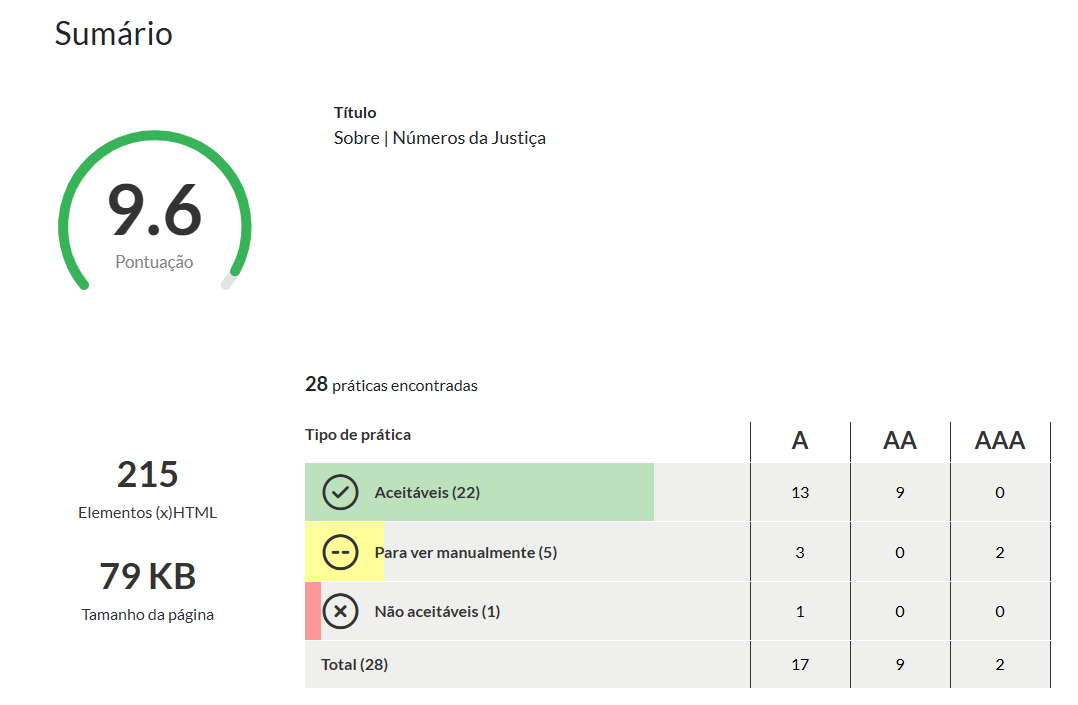 Sumário
9.6
Pontuação
Título
Sobre | Números da Justiça
215
Elementos (x)HTML
79 KB
Tamanho da página
28 práticas encontradas
Tipo de prática A AA AAA
Aceitáveis (22) 13 9 0
Para ver manualmente (5) 3 0 2
Não aceitáveis (1) 1 0 0
Total (28) 17 9 2